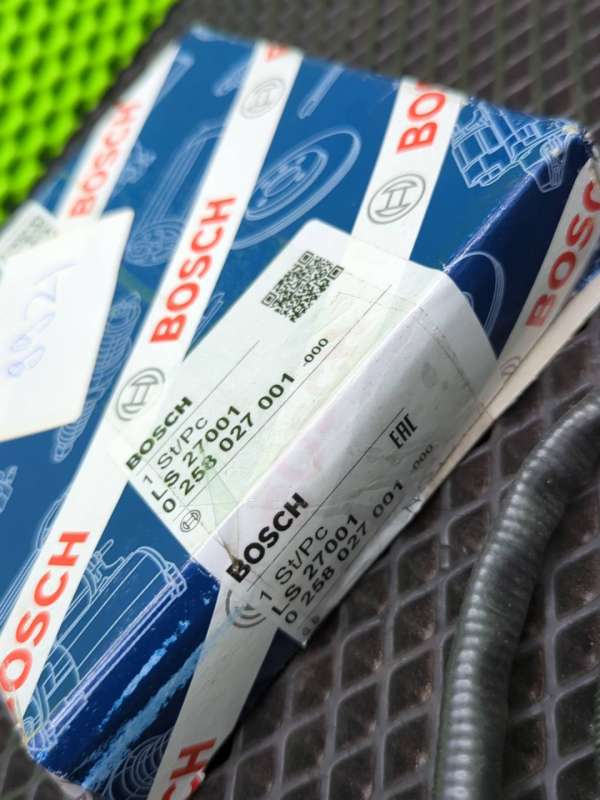 BOSCH
BOSCH
BOSCH
BOSCH
BOSCH
BOSCH
1 St/Pc
LS 27001
0 258 027 001 -000
BOSCH
1 St/Pc
LS 27001
0 258 027 001 .000
EAC